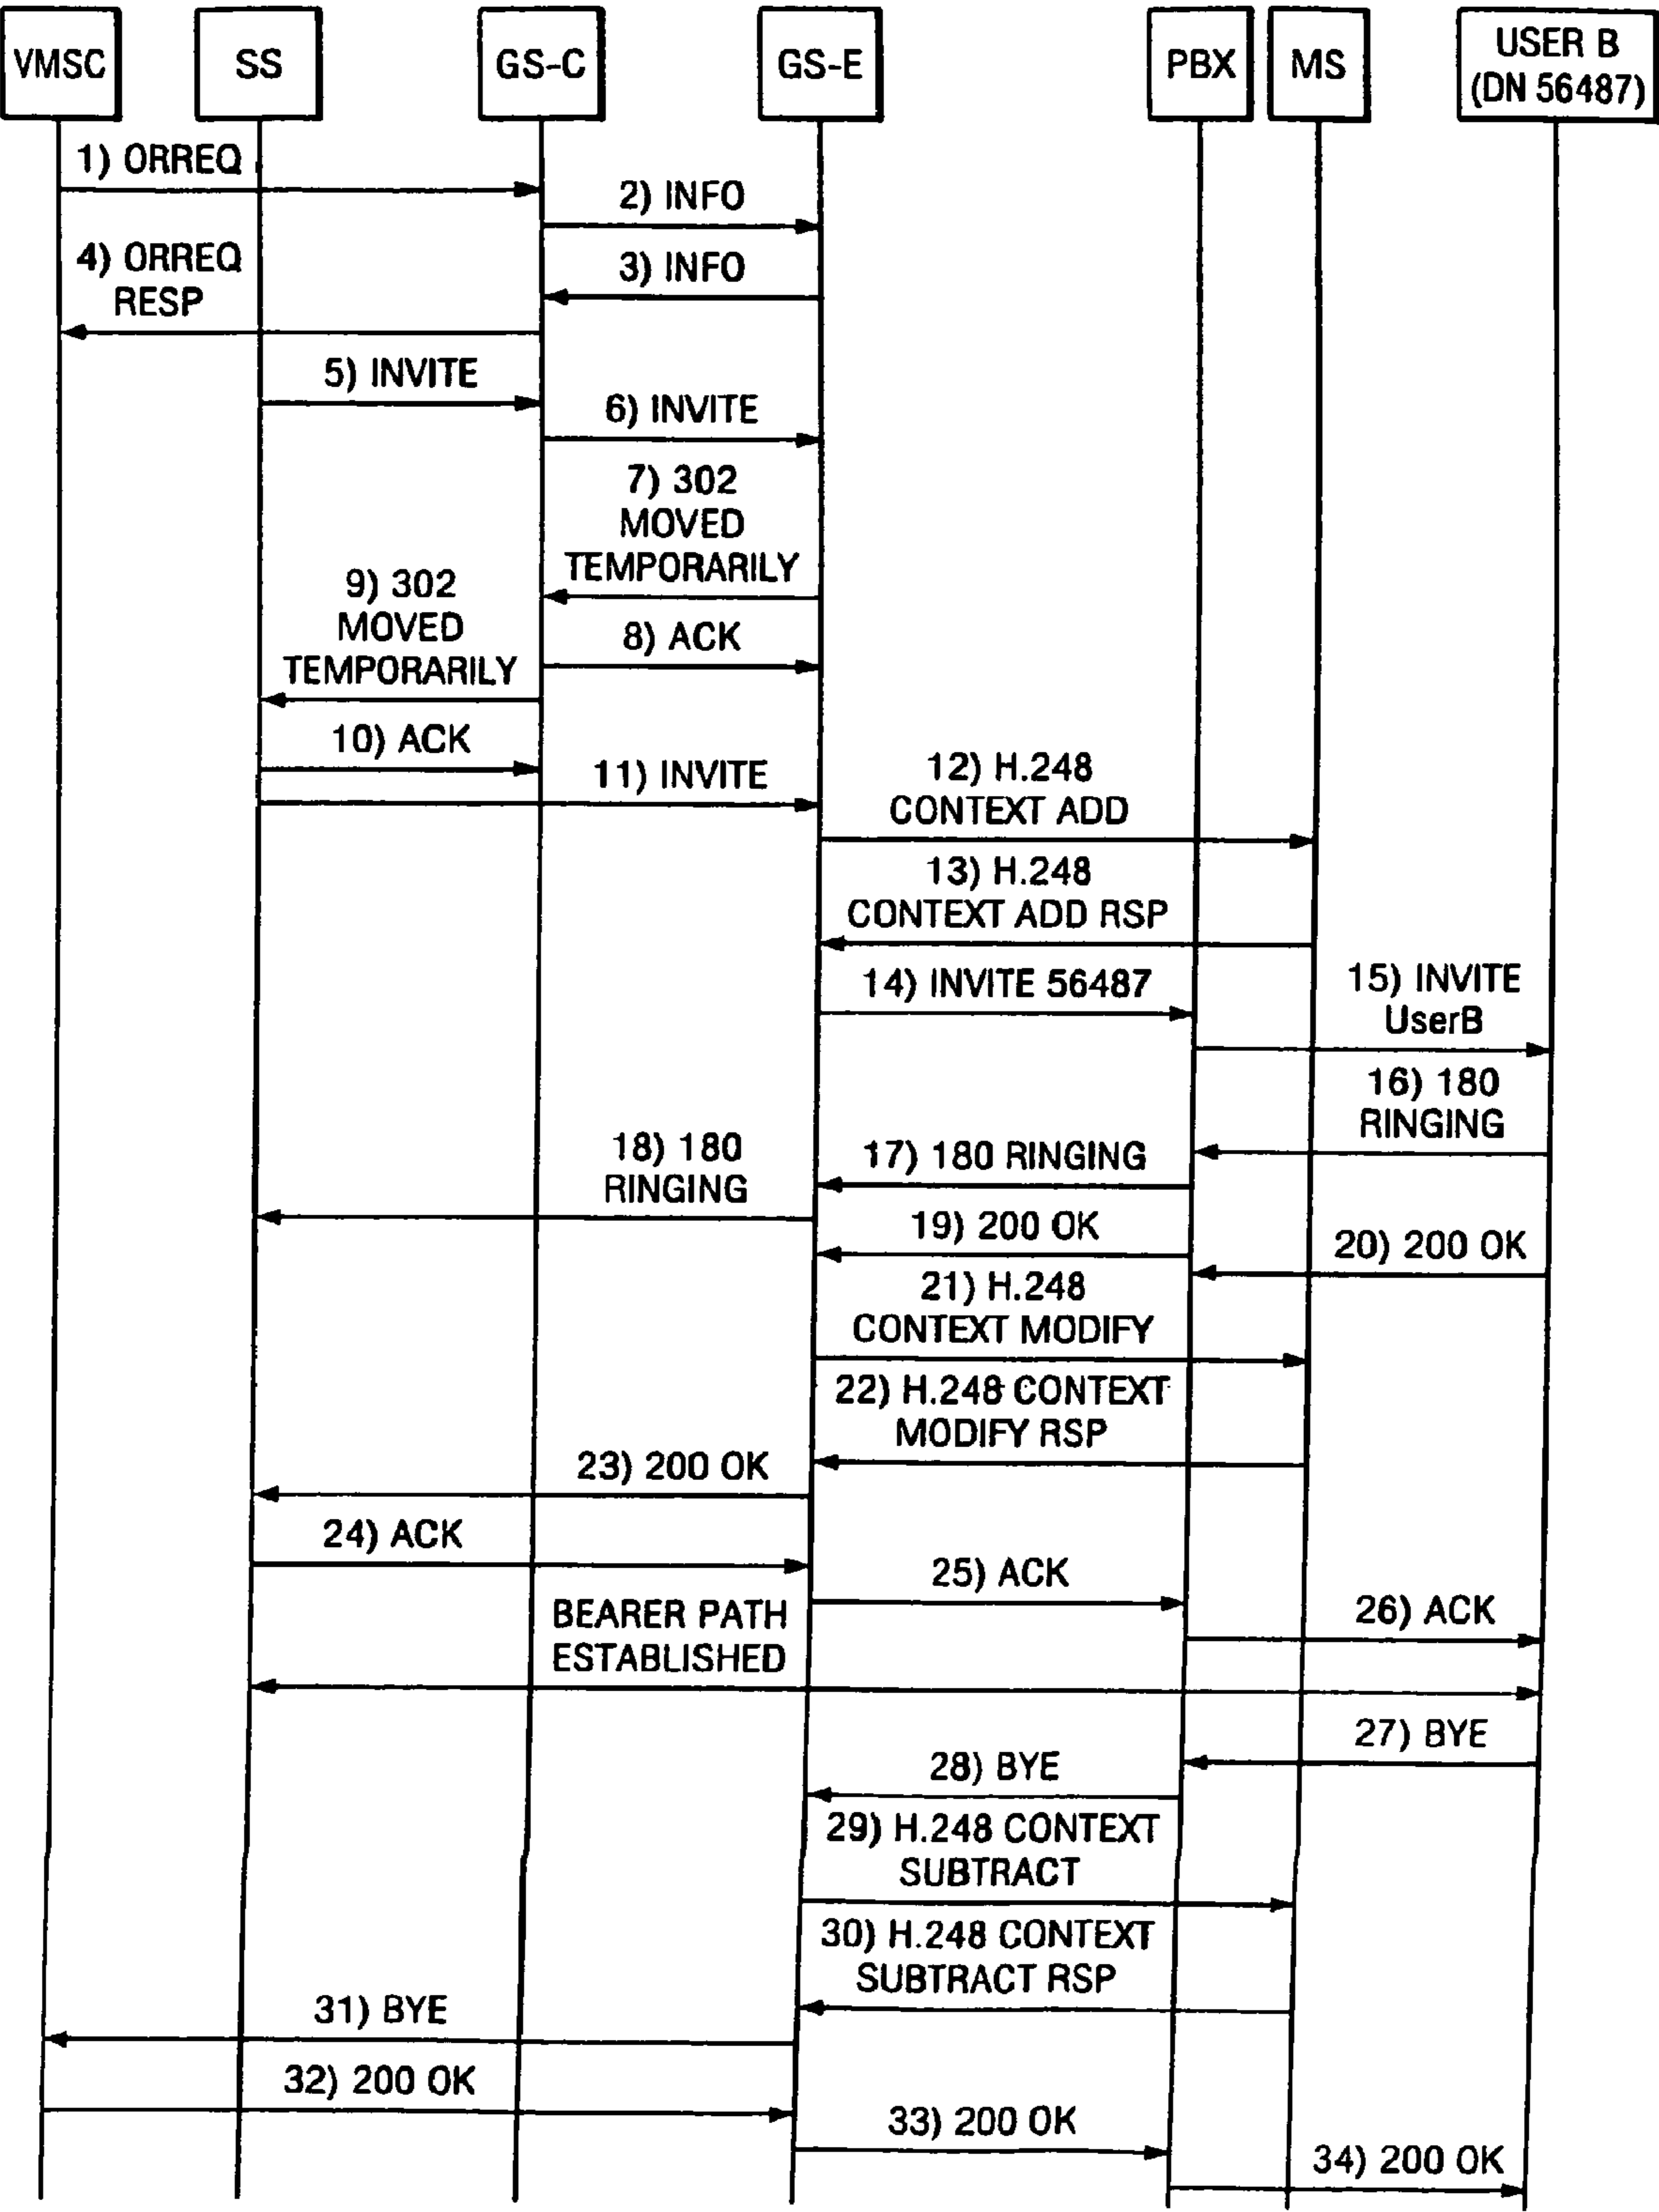 VMSC
SS
GS-C
GS-E
PBX
MS
USER B
(DN 56487)
1) ORREQ
2) INFO
4) ORREQ
RESP
3) INFO
5) INVITE
6) INVITE
7) 302
MOVED
TEMPORARILY
9) 302
MOVED
TEMPORARILY
8) ACK
10) ACK
11) INVITE
12) H.248
CONTEXT ADD
13) H.248
CONTEXT ADD RSP
14) INVITE 56487
15) INVITE
UserB
16) 180
RINGING
18) 180
RINGING
17) 180 RINGING
19) 200 OK
20) 200 OK
21) H.248
CONTEXT MODIFY
22) H.248 CONTEXT
MODIFY RSP
23) 200 OK
24) ACK
25) ACK
BEARER PATH
ESTABLISHED
26) ACK
27) BYE
28) BYE
29) H.248 CONTEXT
SUBTRACT
30) H.248 CONTEXT
SUBTRACT RSP
31) BYE
32) 200 OK
33) 200 OK
34) 200 OK